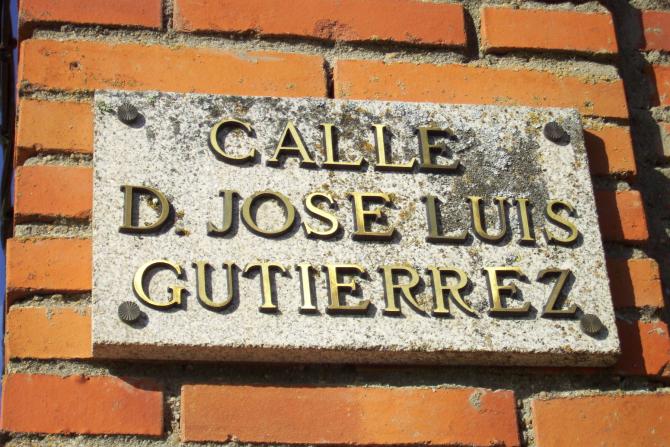 CALLE
D. JOSE LUIS
GUTIERREZ